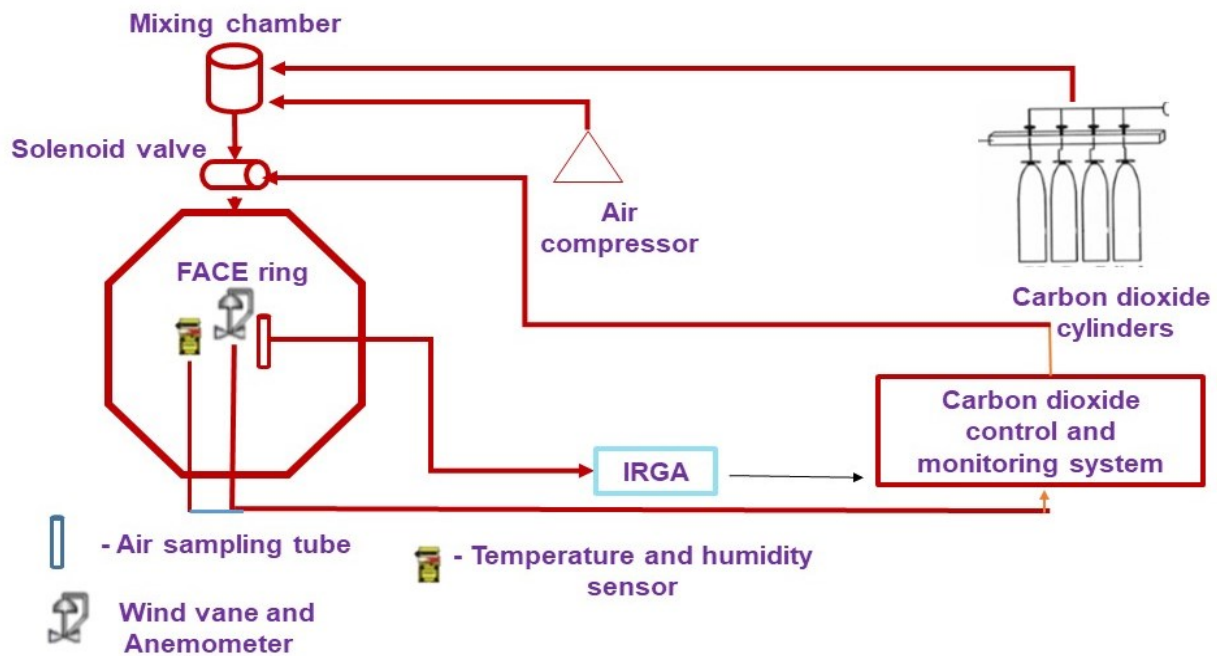 Mixing chamber
Solenoid valve
Air
compressor
FACE ring
Carbon dioxide
cylinders
Carbon dioxide
control and
monitoring system
IRGA
- Air sampling tube
- Temperature and humidity
sensor
Wind vane and
Anemometer